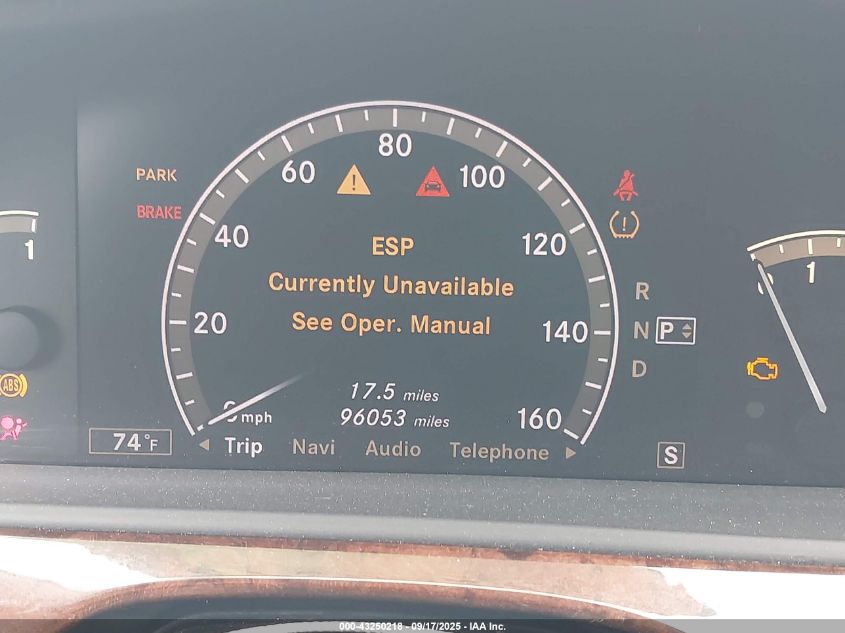 80
60
100
PARK
BRAKE
40
120
ESP
Currently Unavailable
See Oper. Manual
20
140
1
1
R
N P
D
17.5 miles
96053 miles
mph
160
ABS
74°F
Trip Navi Audio Telephone
S
000-43250218 - 09/17/2025 - IAA Inc.